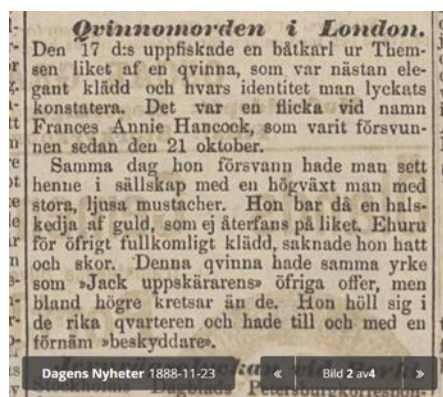 Qvinnomorden i London.
Den 17 d:s uppfiskade en båtkarl ur Them-
sen liket af en qvinna, som var nästan ele-
gant klädd och hvars identitet man lyckats
konstatera. Det var en flicka vid namn
Frances Annie Hancock, som varit försvun-
nen sedan den 21 oktober.
Samma dag hon försvann hade man sett
henne i sällskap med en högväxt man med
stora, ljusa mustacher. Hon bar då en hals-
kedja af guld, som ej återfans på liket. Ehuru
för öfrigt fullkomligt klädd, saknade hon hatt
och skor. Denna qvinna hade samma yrke
som »Jack uppskärarens» öfriga offer, men
bland högre kretsar än de. Hon höll sig i
de rika qvarteren och hade till och med en
förnäm »beskyddare».
Dagens Nyheter 1888-11-23 « Bild 2 av4 »